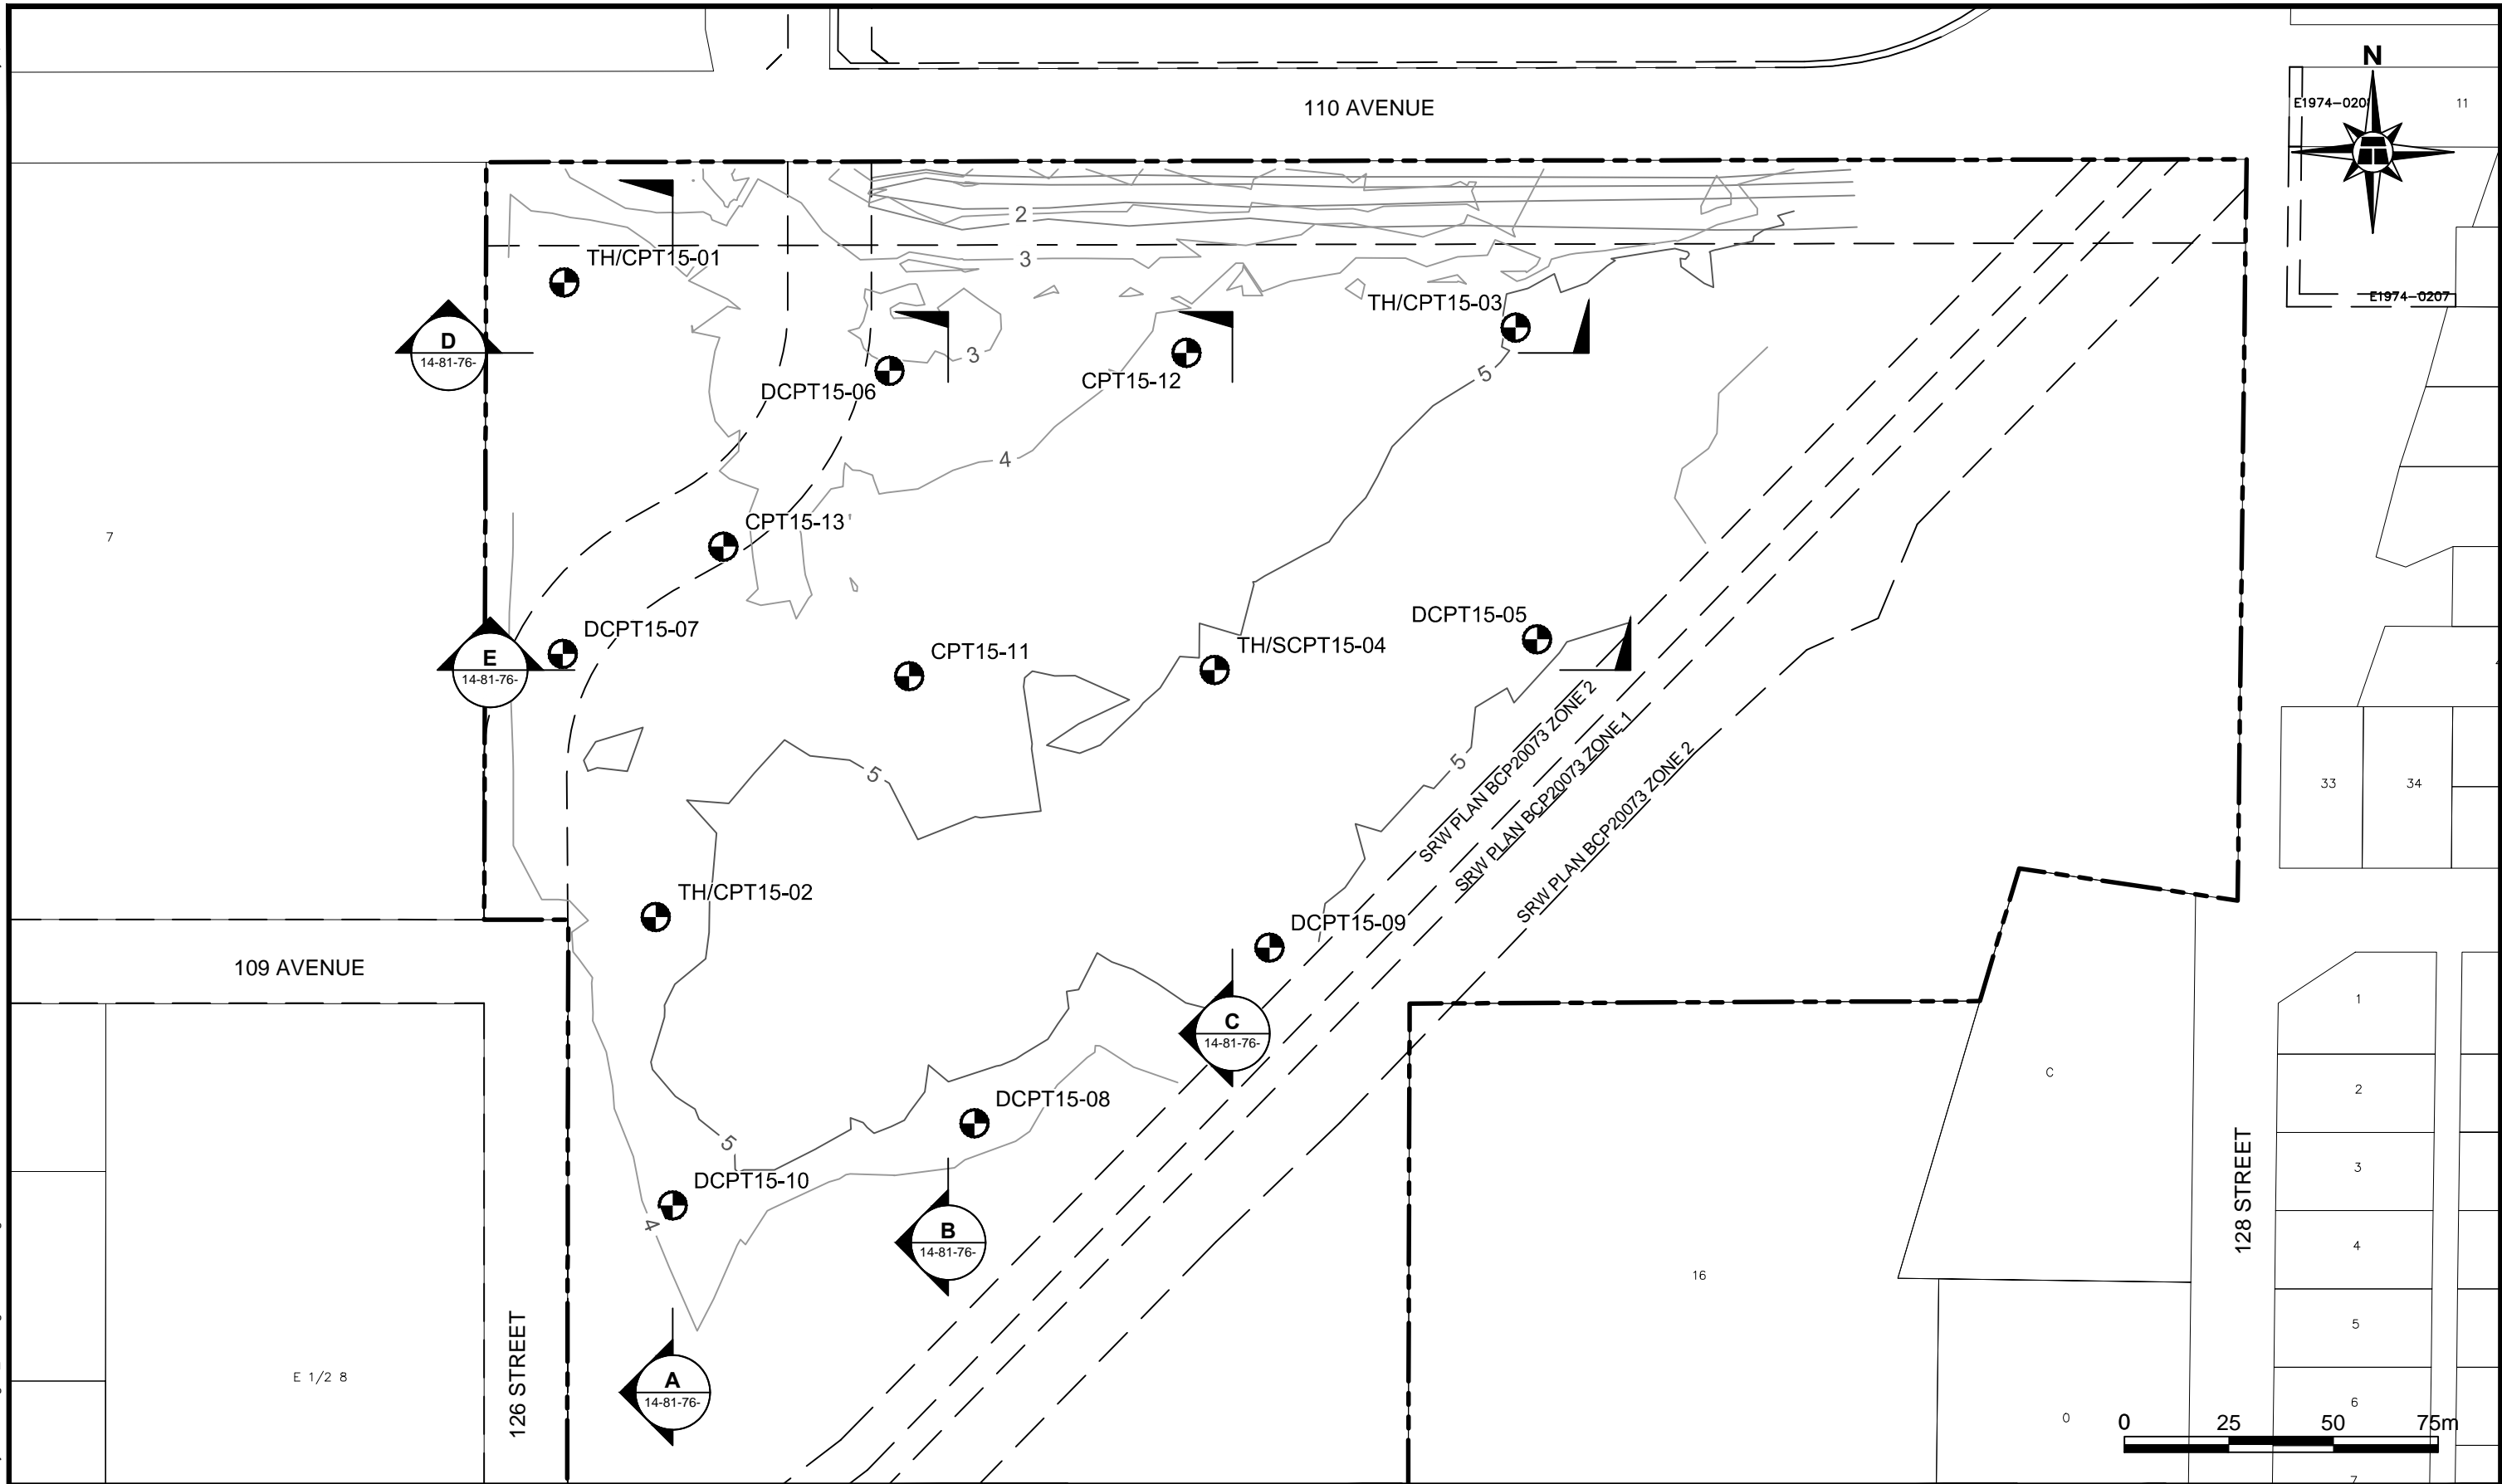 110 AVENUE
N
E1974-020
11
E1974-0207
2
3
TH/CPT15-01
TH/CPT15-03
D
14-81-76-
3
DCPT15-06
CPT15-12
5
4
7
CPT15-13
DCPT15-07
DCPT15-05
CPT15-11
TH/SCPT15-04
E
14-81-76-
SRW PLAN BCP20073 ZONE 2
SRW PLAN BCP20073 ZONE 1
SRW PLAN BCP20073 ZONE 2
5
5
33
34
TH/CPT15-02
DCPT15-09
109 AVENUE
1
C
14-81-76-
C
2
DCPT15-08
5
3
DCPT15-10
4
128 STREET
B
14-81-76-
4
16
5
126 STREET
E 1/2 8
A
14-81-76-
6
0
0 25 50 75m
7